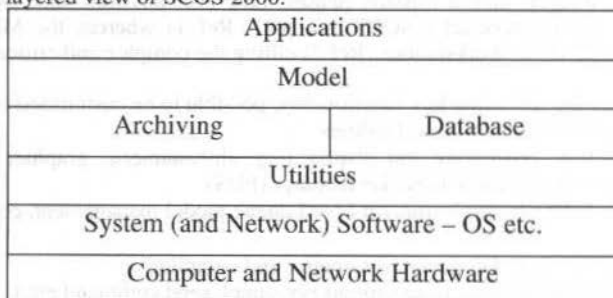 layered view of SCOS 2000.
Applications
Model
Archiving Database
Utilities
System (and Network) Software – OS etc.
Computer and Network Hardware